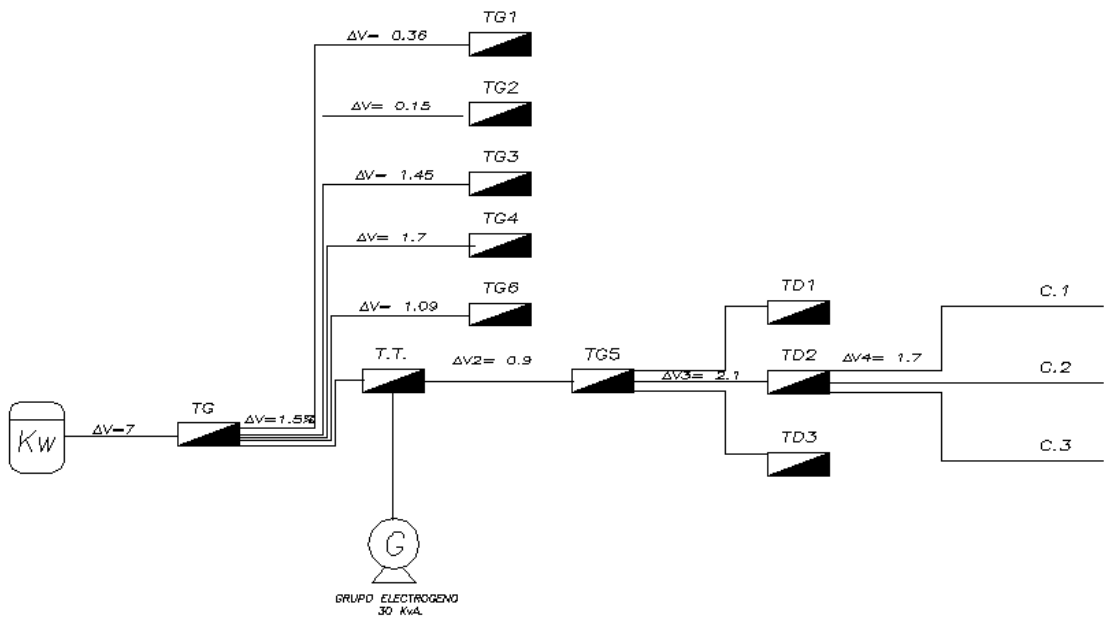 TG1
ΔV= 0.36
TG2
ΔV= 0.15
TG3
ΔV= 1.45
TG4
ΔV= 1.7
TG6
ΔV= 1.09
T.T.
ΔV2= 0.9
TG5
ΔV3= 2.1
TD1
TD2
ΔV4= 1.7
TD3
C.1
C.2
C.3
Kw
ΔV=7
TG
ΔV=1.5%
G
GRUPO ELECTROGENO
30 KvA.